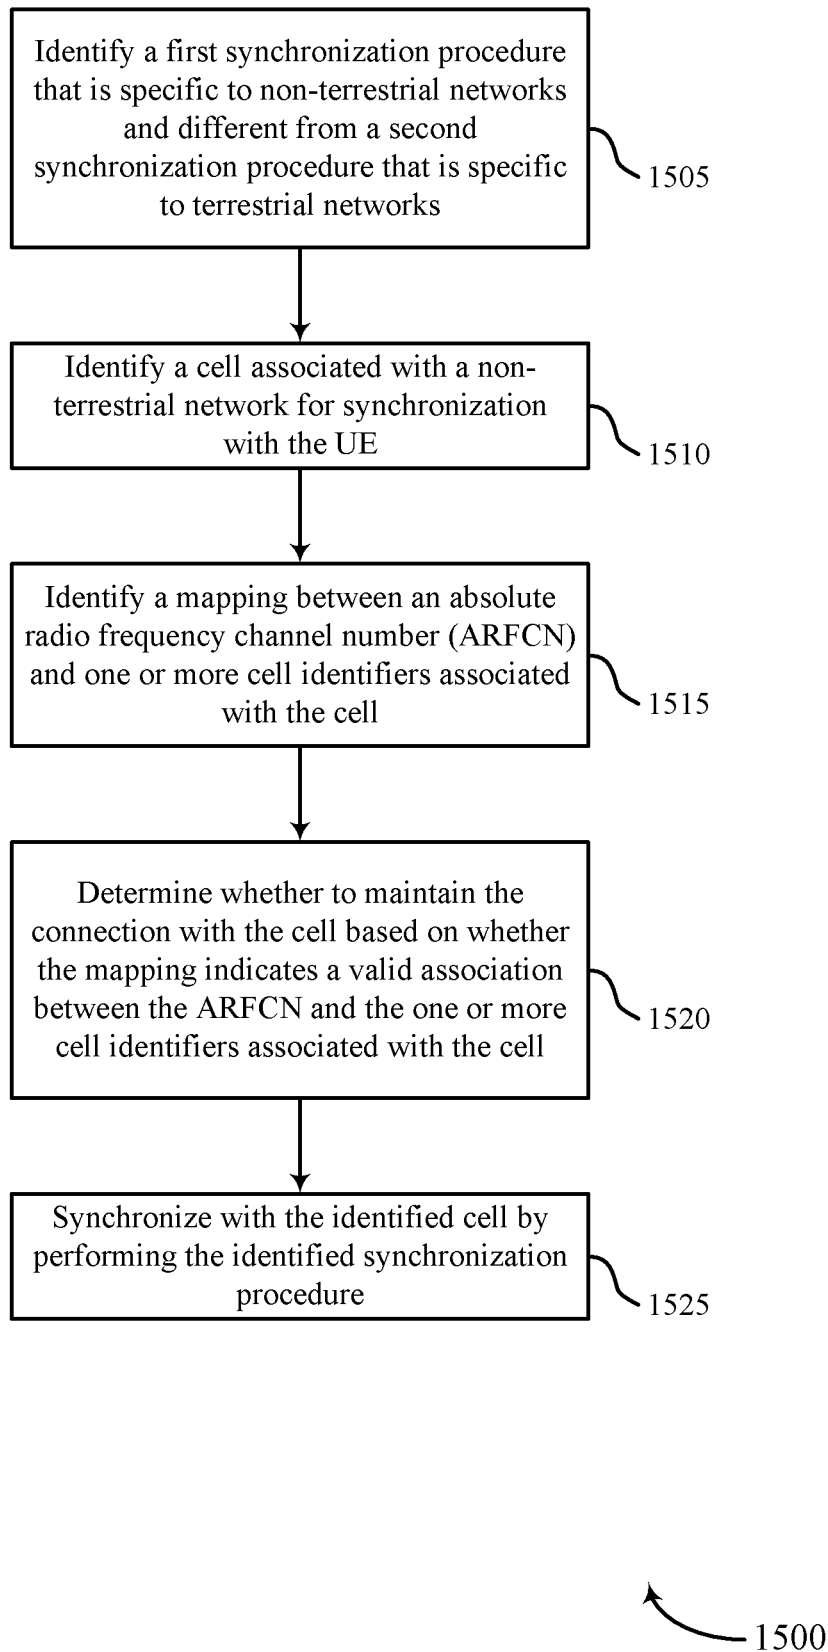 Identify a first synchronization procedure
that is specific to non-terrestrial networks
and different from a second
synchronization procedure that is specific
to terrestrial networks
1505
Identify a cell associated with a non-
terrestrial network for synchronization
with the UE
1510
Identify a mapping between an absolute
radio frequency channel number (ARFCN)
and one or more cell identifiers associated
with the cell
1515
Determine whether to maintain the
connection with the cell based on whether
the mapping indicates a valid association
between the ARFCN and the one or more
cell identifiers associated with the cell
1520
Synchronize with the identified cell by
performing the identified synchronization
procedure
1525
1500